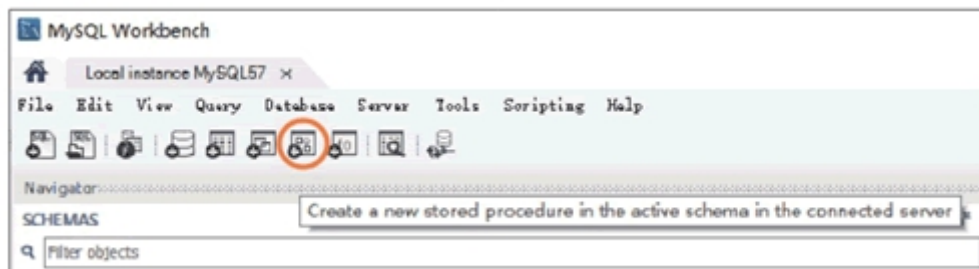 MySQL Workbench
Local instance MySQL57 ×
File Edit View Query Database Server Tools Scripting Help
Navigator
SCHEMAS
Create a new stored procedure in the active schema in the connected server
Filter objects